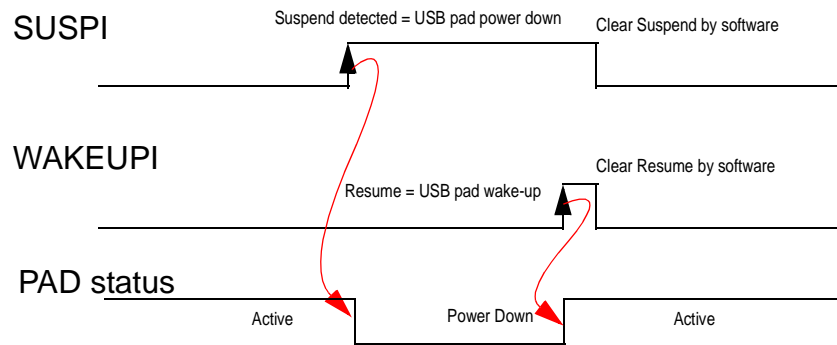 SUSPI
Suspend detected = USB pad power down
Clear Suspend by software
WAKEUPI
Resume = USB pad wake-up
Clear Resume by software
PAD status
Active
Power Down
Active